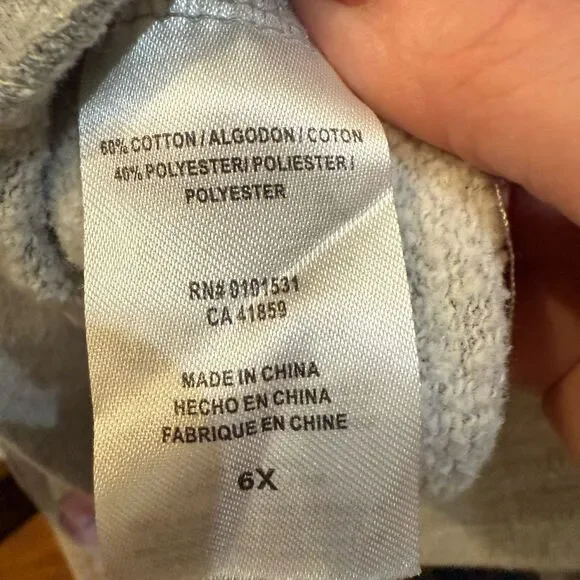 60% COTTON/ALGODON/COTON
40% POLYESTER/POLIESTER/
POLYESTER
RN# 0101531
CA 41859
MADE IN CHINA
HECHO EN CHINA
FABRIQUE EN CHINE
6X